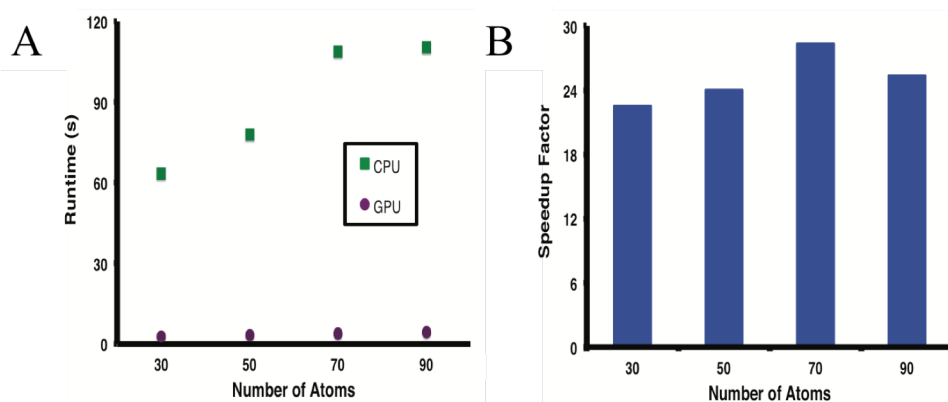 A
120
90
60
30
0
Runtime (s)
CPU
GPU
30 50 70 90
Number of Atoms
B
30
24
18
12
6
0
Speedup Factor
30 50 70 90
Number of Atoms